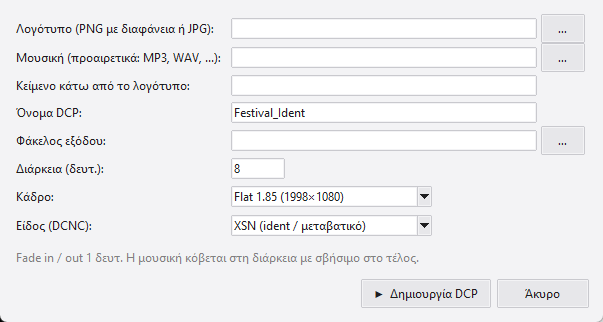 Λογότυπο (PNG με διαφάνεια ή JPG): ...
Μουσική (προαιρετικά: MP3, WAV, ...): ...
Κείμενο κάτω από το λογότυπο:
Όνομα DCP: Festival_Ident
Φάκελος εξόδου: ...
Διάρκεια (δευτ.): 8
Κάδρο: Flat 1.85 (1998×1080)
Είδος (DCNC): XSN (ident / μεταβατικό)
Fade in / out 1 δευτ. Η μουσική κόβεται στη διάρκεια με σβήσιμο στο τέλος.
► Δημιουργία DCP Άκυρο